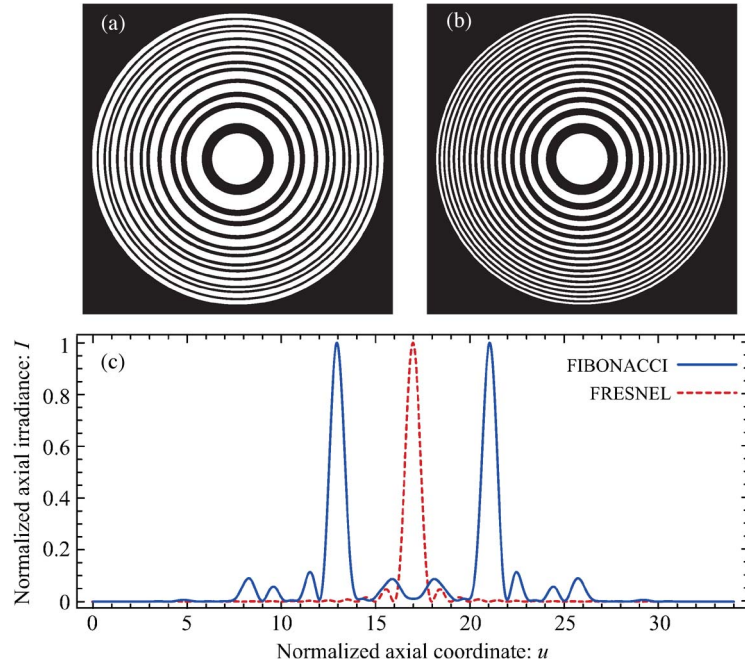 (a)
(b)
(c)
FIBONACCI
FRESNEL
Normalized axial irradiance: I
1
0.8
0.6
0.4
0.2
0
0 5 10 15 20 25 30
Normalized axial coordinate: u